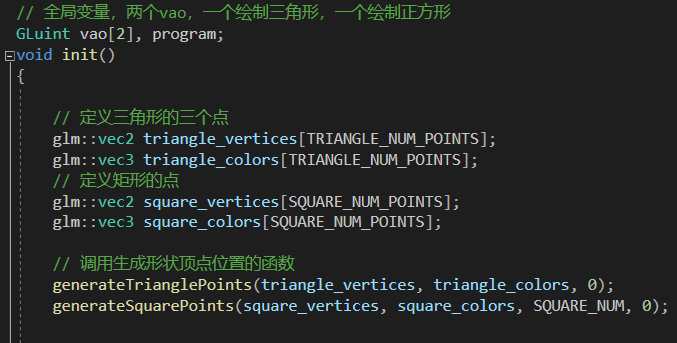 // 全局变量，两个vao，一个绘制三角形，一个绘制正方形
GLuint vao[2], program;
void init()
{
// 定义三角形的三个点
glm::vec2 triangle_vertices[TRIANGLE_NUM_POINTS];
glm::vec3 triangle_colors[TRIANGLE_NUM_POINTS];
// 定义矩形的点
glm::vec2 square_vertices[SQUARE_NUM_POINTS];
glm::vec3 square_colors[SQUARE_NUM_POINTS];
// 调用生成形状顶点位置的函数
generateTrianglePoints(triangle_vertices, triangle_colors, 0);
generateSquarePoints(square_vertices, square_colors, SQUARE_NUM, 0);